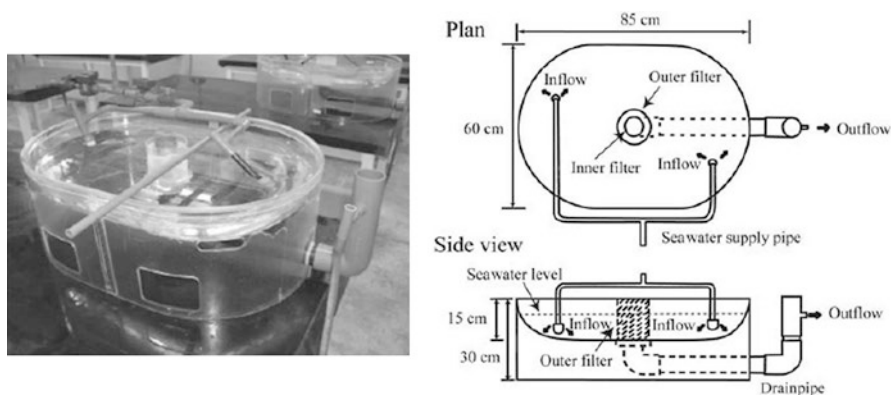 Plan
85 cm
Inflow
Outer filter
60 cm
Outflow
Inner filter
Inflow
Seawater supply pipe
Side view
Seawater level
15 cm
Inflow
Inflow
Outflow
Outer filter
30 cm
Drainpipe